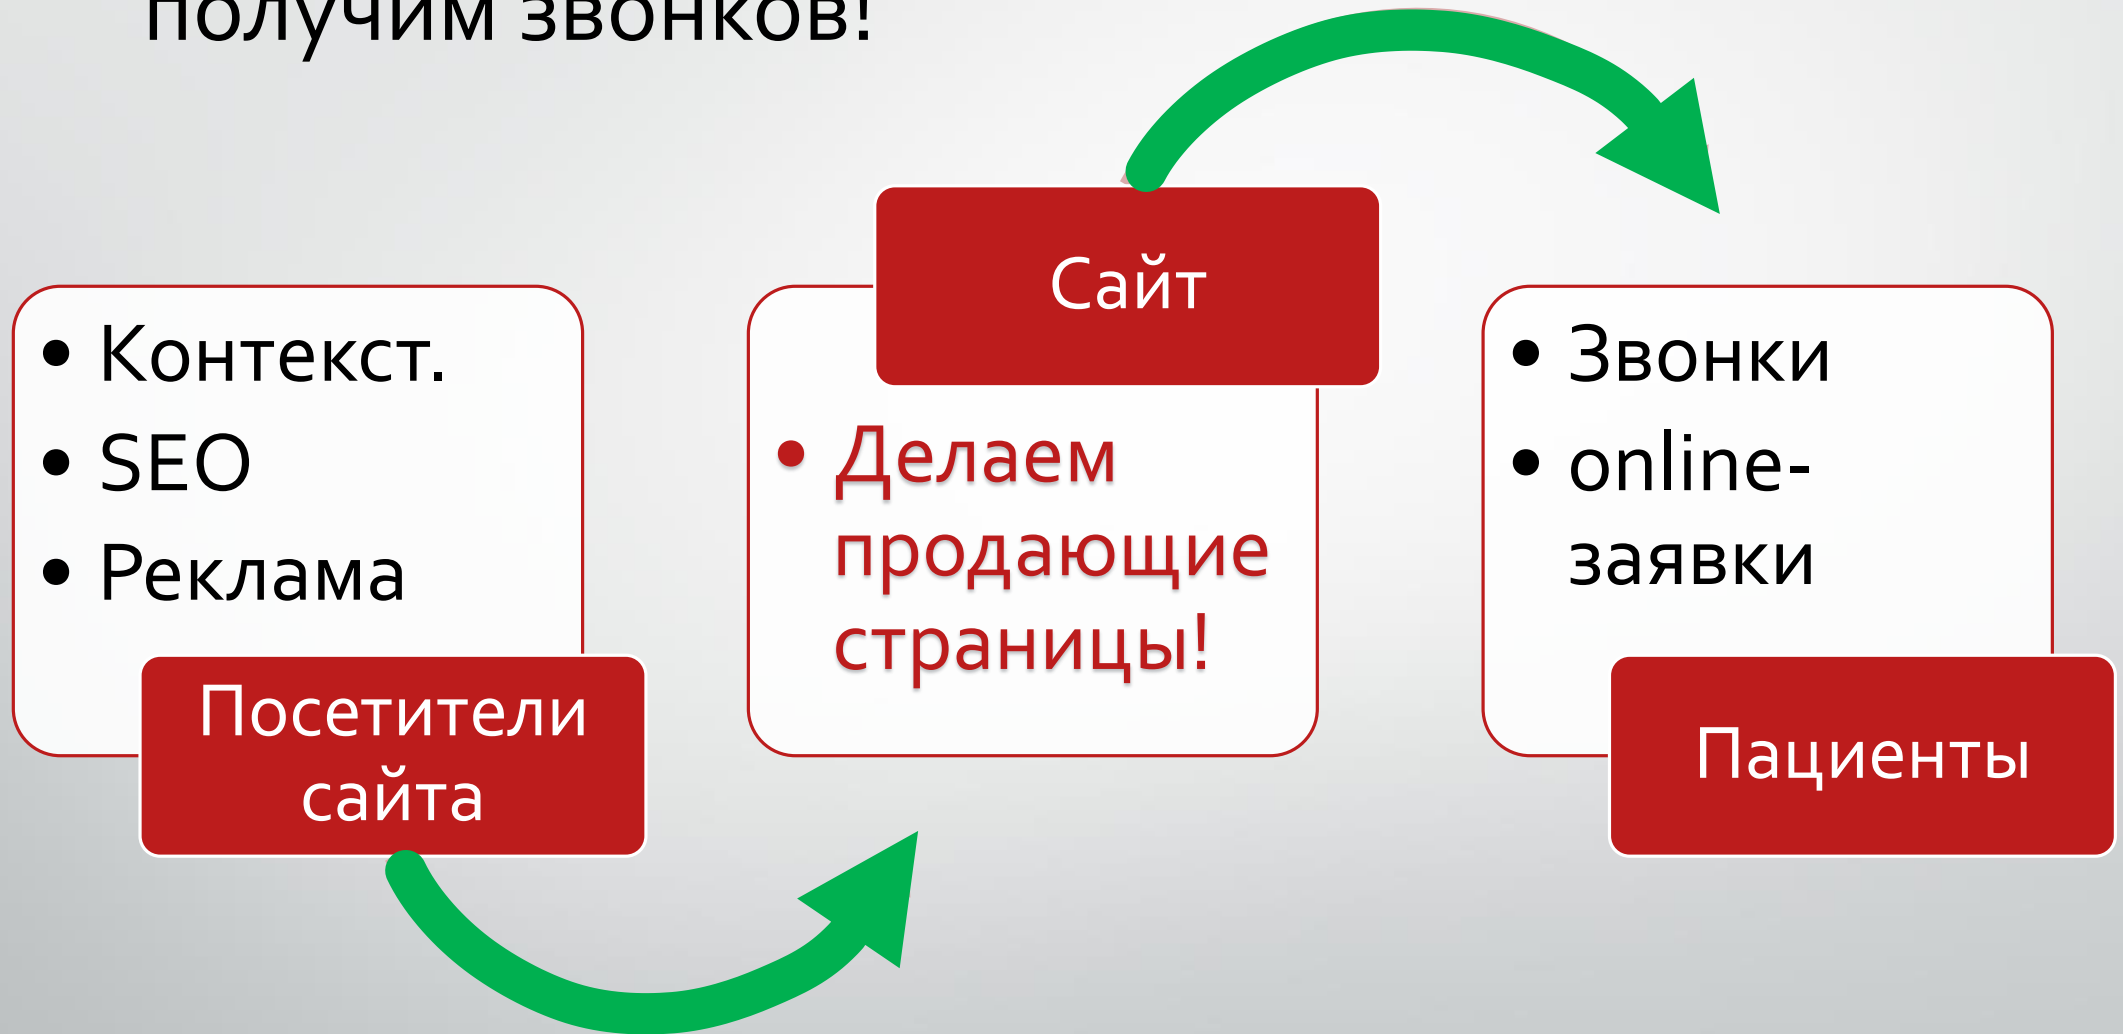 получим звонков!
• Контекст.
• SEO
• Реклама
Посетители
сайта
Сайт
• Делаем
продающие
страницы!
• Звонки
• online-
заявки
Пациенты